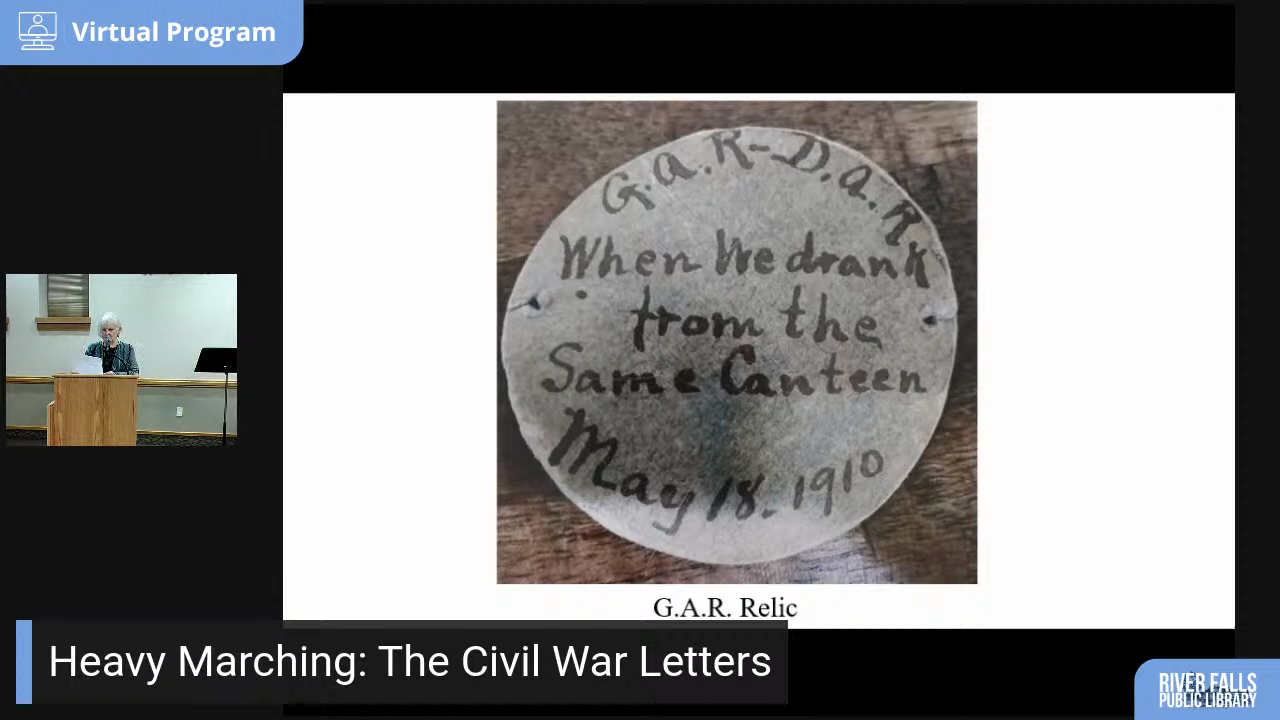 Virtual Program
G.A.R-D.A.R
When We drank
from the
Same Canteen
May 18. 1910
G.A.R. Relic
Heavy Marching: The Civil War Letters
RIVER FALLS
PUBLIC LIBRARY